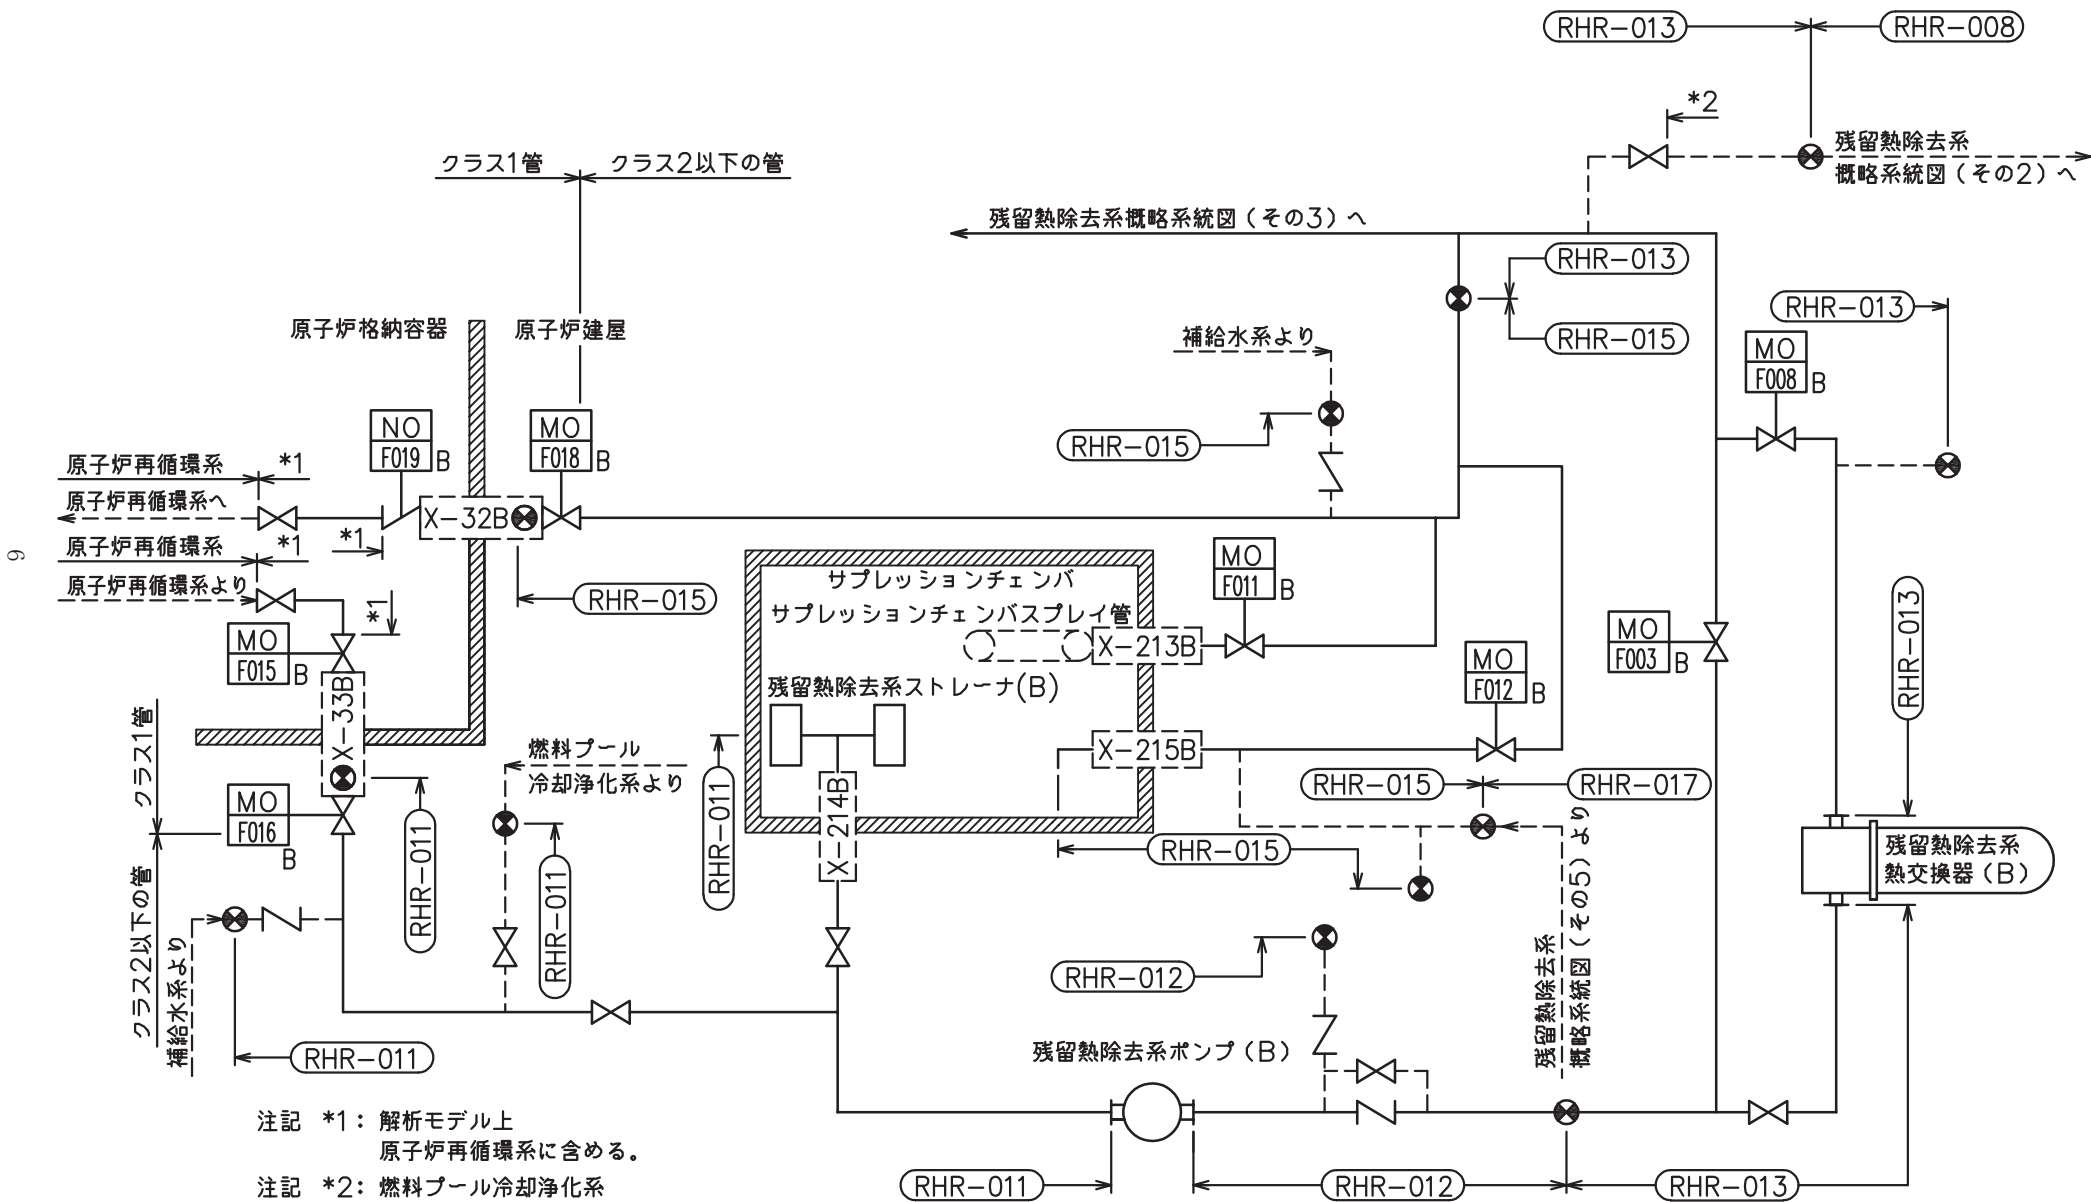 RHR-013
RHR-008
*2
残留熱除去系
概略系統図(その2)へ
クラス1管
クラス2以下の管
残留熱除去系概略系統図(その3)へ
RHR-013
RHR-015
RHR-013
原子炉格納容器
原子炉建屋
補給水系より
MO
F008
B
RHR-015
NO
F019
B
MO
F018
B
原子炉再循環系
*1
原子炉再循環系へ
X-32B
*1
原子炉再循環系
*1
原子炉再循環系より
*1
RHR-015
MO
F015
B
X-33B
サプレッションチェンバ
サプレッションチェンバスプレイ管
X-213B
MO
F011
B
残留熱除去系ストレーナ(B)
MO
F012
B
MO
F003
B
RHR-013
X-215B
X-214B
RHR-011
燃料プール
冷却浄化系より
クラス1管
クラス2以下の管
MO
F016
B
RHR-011
RHR-011
RHR-015
RHR-017
RHR-015
残留熱除去系
概略系統図(その5)より
残留熱除去系
熱交換器(B)
補給水系より
RHR-011
RHR-012
残留熱除去系ポンプ(B)
RHR-011
RHR-012
RHR-013
注記 *1: 解析モデル上
原子炉再循環系に含める。
注記 *2: 燃料プール冷却浄化系
9